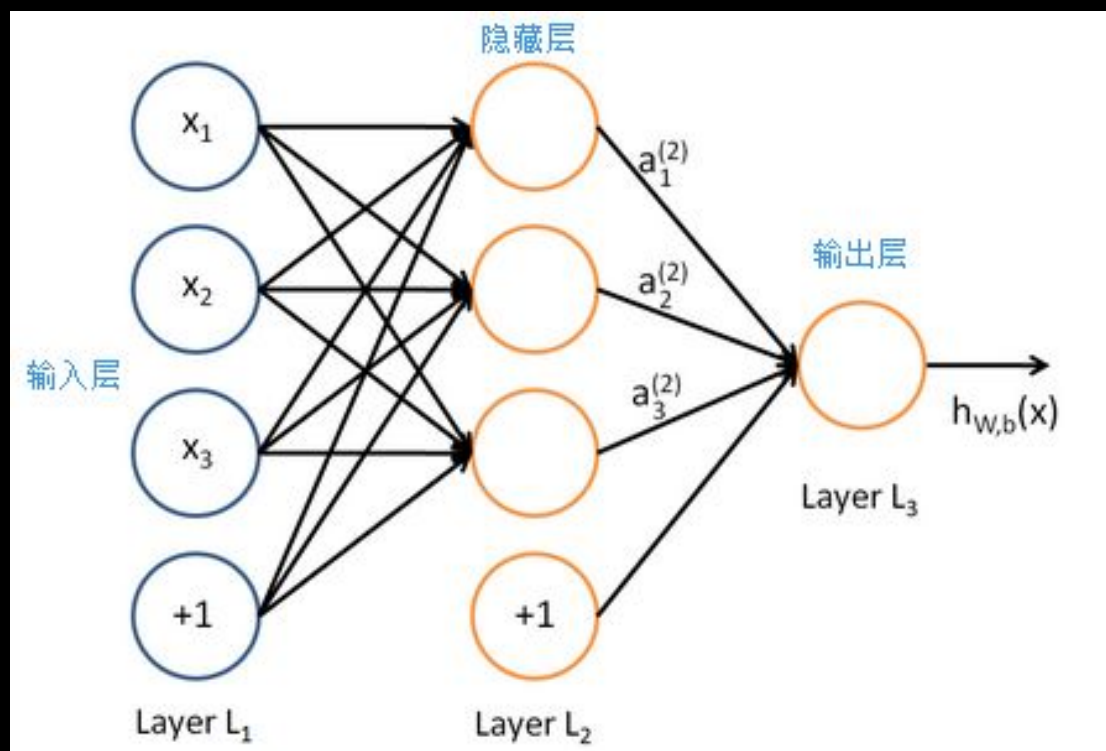 隐藏层
x₁
a₁⁽²⁾
x₂
a₂⁽²⁾
输出层
输入层
a₃⁽²⁾
h_W,b(x)
x₃
Layer L₃
+1
+1
Layer L₁
Layer L₂